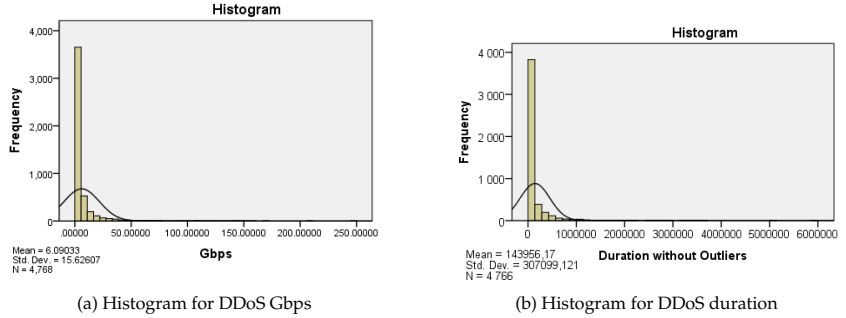 Histogram
4,000
3,000
2,000
1,000
0
Frequency
.00000 50.00000 100.00000 150.00000 200.00000 250.00000
Gbps
Mean = 6.09033
Std. Dev. = 15.62607
N = 4,768
(a) Histogram for DDoS Gbps
Histogram
4 000
3 000
2 000
1 000
0
Frequency
0 1000000 2000000 3000000 4000000 5000000 6000000
Duration without Outliers
Mean = 143956,17
Std. Dev. = 307099,121
N = 4 766
(b) Histogram for DDoS duration